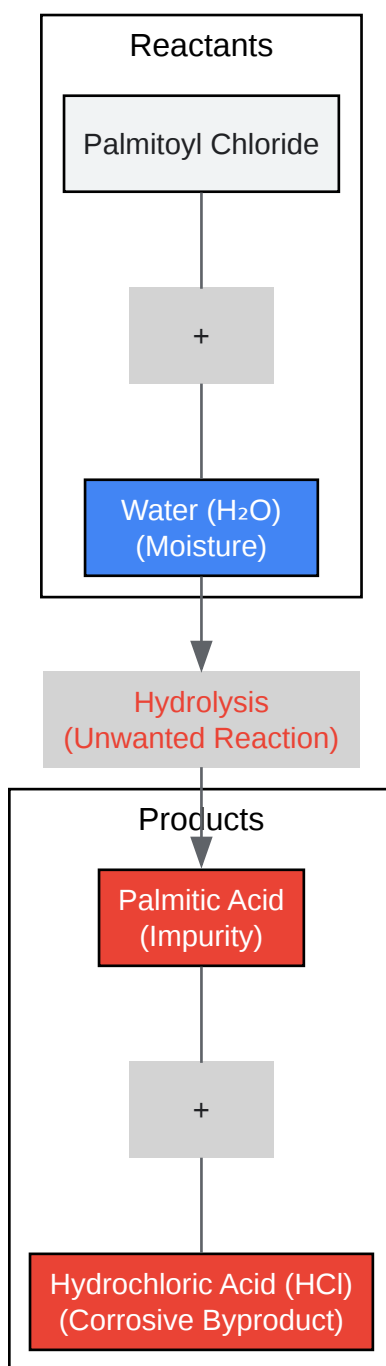 Reactants
Palmitoyl Chloride
+
Water (H₂O)
(Moisture)
Hydrolysis
(Unwanted Reaction)
Products
Palmitic Acid
(Impurity)
+
Hydrochloric Acid (HCl)
(Corrosive Byproduct)